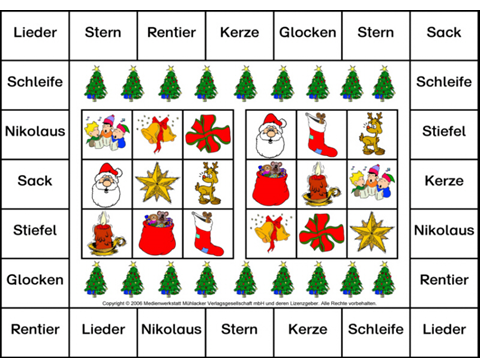 Lieder Stern Rentier Kerze Glocken Stern Sack
Schleife Schleife
Nikolaus Stiefel
Sack Kerze
Stiefel Nikolaus
Glocken Rentier
Copyright © 2006 Medienwerkstatt Mühlacker Verlagsgesellschaft mbH und deren Lizenzgeber. Alle Rechte vorbehalten.
Rentier Lieder Nikolaus Stern Kerze Schleife Lieder